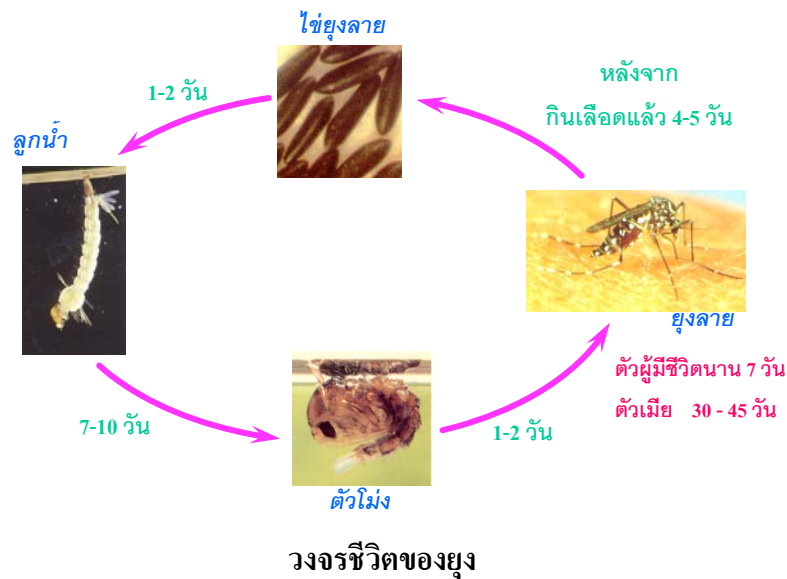 ไข่ยุงลาย
1-2 วัน
หลังจาก
กินเลือดแล้ว 4-5 วัน
ลูกน้ำ
ยุงลาย
ตัวผู้มีชีวิตนาน 7 วัน
ตัวเมีย 30 - 45 วัน
7-10 วัน
1-2 วัน
ตัวโม่ง
วงจรชีวิตของยุง